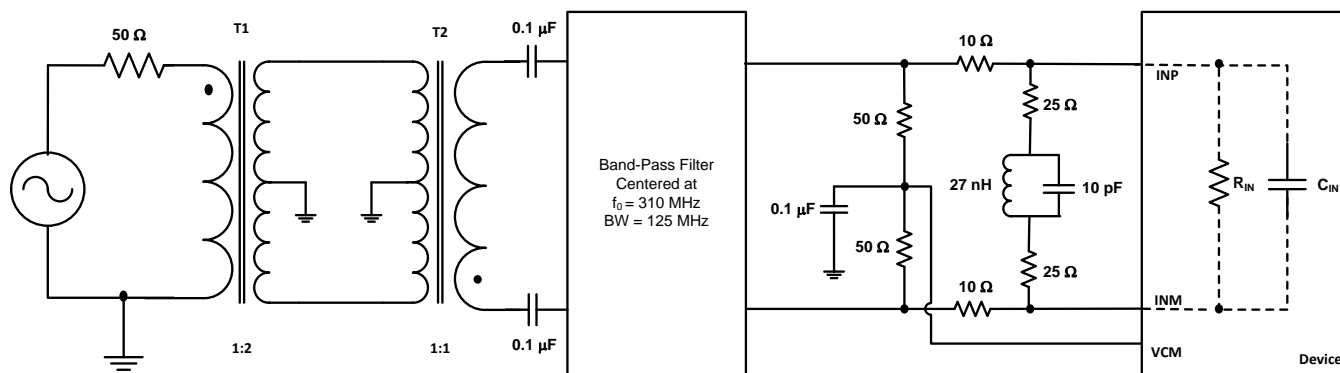 50 Ω
T1
T2
0.1 µF
1:2
1:1
0.1 µF
Band-Pass Filter
Centered at
f0 = 310 MHz
BW = 125 MHz
0.1 µF
50 Ω
50 Ω
10 Ω
25 Ω
27 nH
10 pF
25 Ω
10 Ω
INP
INM
VCM
RIN
CIN
Device